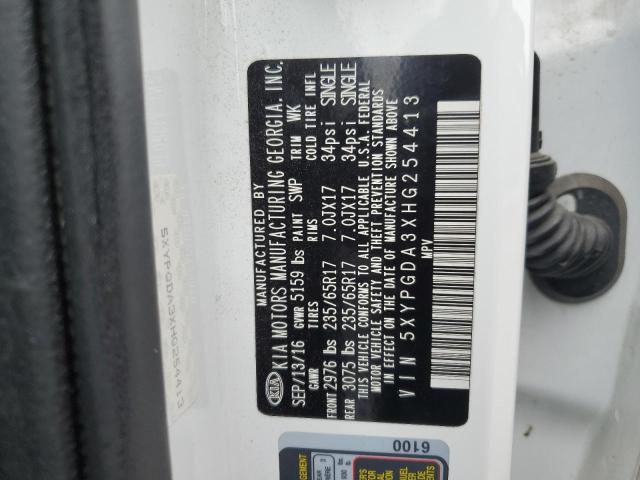 MANUFACTURED BY
KIA KIA MOTORS MANUFACTURING GEORGIA, INC.
SEP/13/16 GVWR 5159 lbs PAINT SWP TRIM WK
GAWR RIMS COLD TIRE INFL
FRONT 2976 lbs 235/65R17 7.0JX17 34psi SINGLE
REAR 3075 lbs 235/65R17 7.0JX17 34psi SINGLE
THIS VEHICLE CONFORMS TO ALL APPLICABLE U.S.A. FEDERAL
MOTOR VEHICLE SAFETY AND THEFT PREVENTION STANDARDS
IN EFFECT ON THE DATE OF MANUFACTURE SHOWN ABOVE
VIN 5XYPGDA3XHG254413
MPV
5XYPGDA3XHG254413
6100